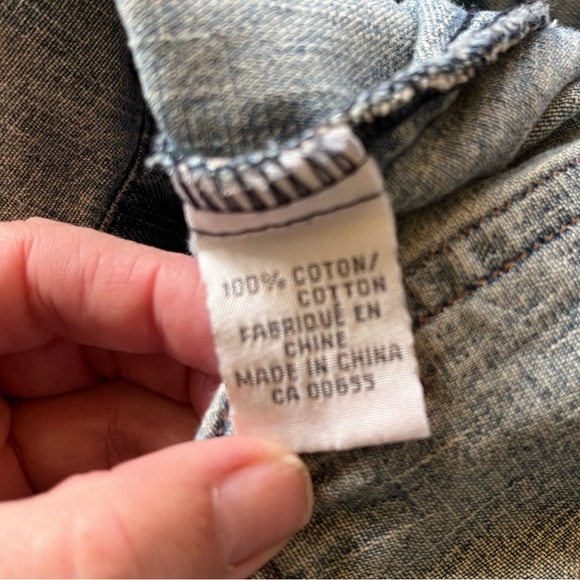 100% COTON/
COTTON
FABRIQUÉ EN
CHINE
MADE IN CHINA
CA 00655